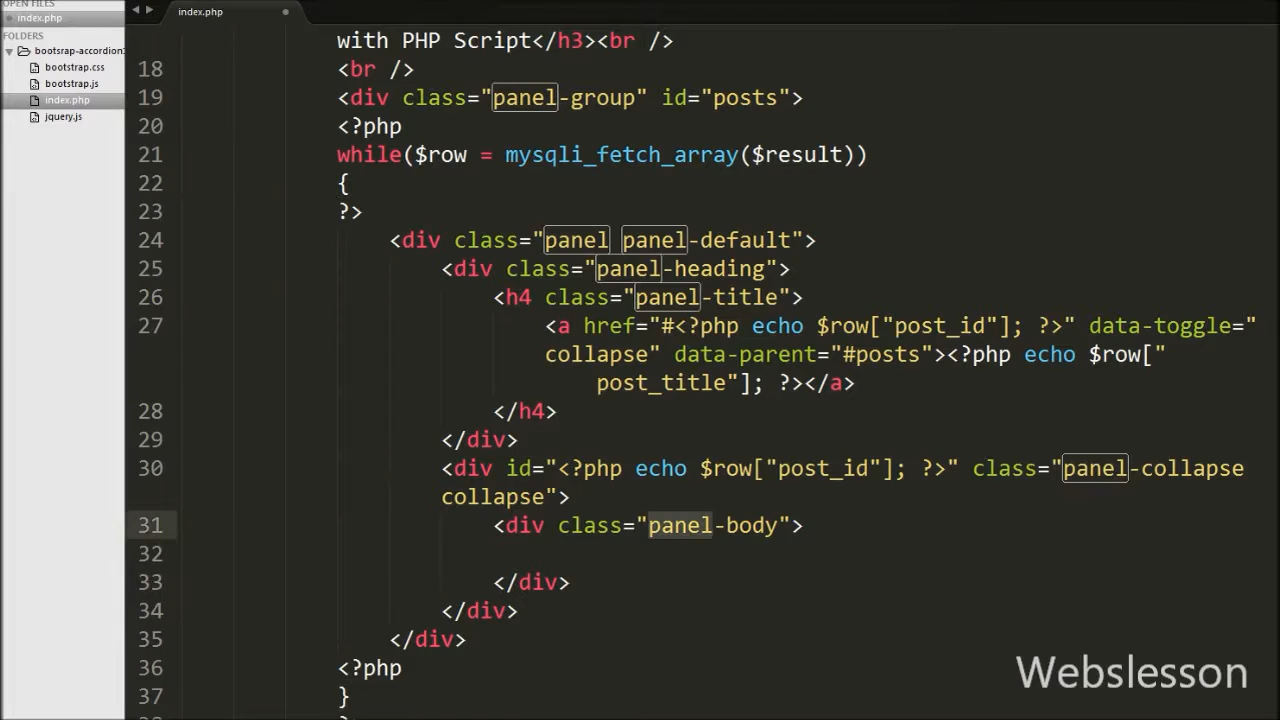 OPEN FILES
index.php
FOLDERS
bootsrap-accordion
bootstrap.css
bootstrap.js
index.php
jquery.js
index.php
with PHP Script</h3><br />
18 <br />
19 <div class="panel-group" id="posts">
20 <?php
21 while($row = mysqli_fetch_array($result))
22 {
23 ?>
24 <div class="panel panel-default">
25 <div class="panel-heading">
26 <h4 class="panel-title">
27 <a href="#<?php echo $row["post_id"]; ?>" data-toggle="
collapse" data-parent="#posts"><?php echo $row["
post_title"]; ?></a>
28 </h4>
29 </div>
30 <div id="<?php echo $row["post_id"]; ?>" class="panel-collapse
collapse">
31 <div class="panel-body">
32
33 </div>
34 </div>
35 </div>
36 <?php
37 }
Webslesson